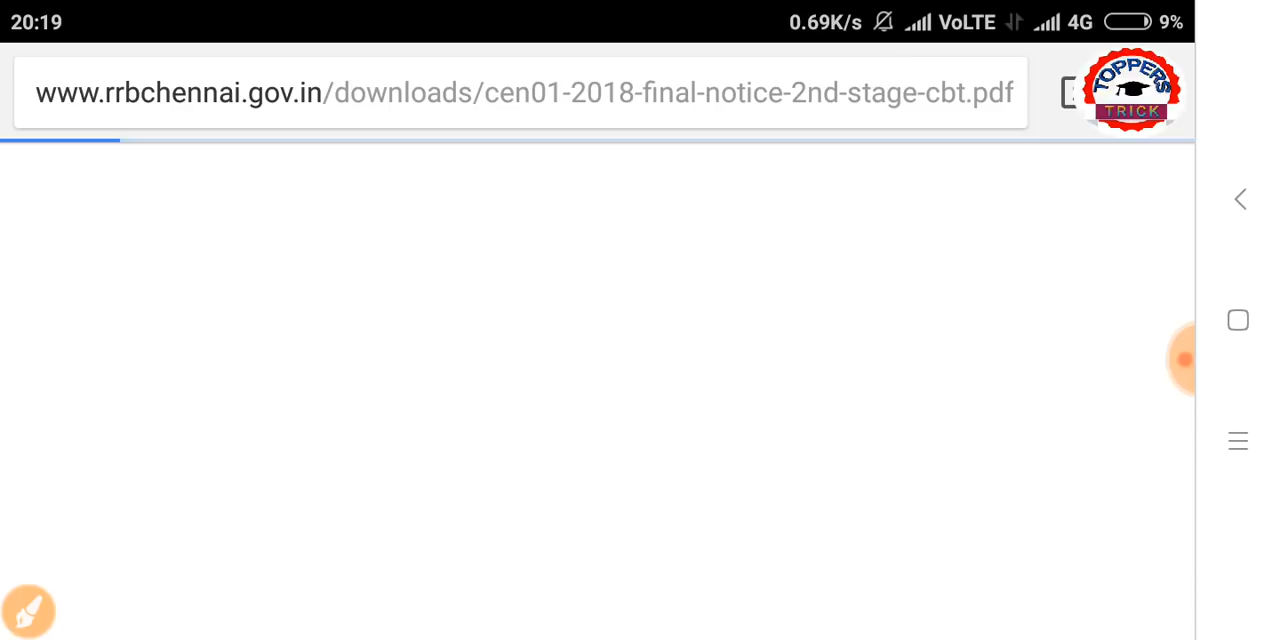 20:19 0.69K/s VoLTE 4G 9%
www.rrbchennai.gov.in/downloads/cen01-2018-final-notice-2nd-stage-cbt.pdf
TOPPERS
TRICK